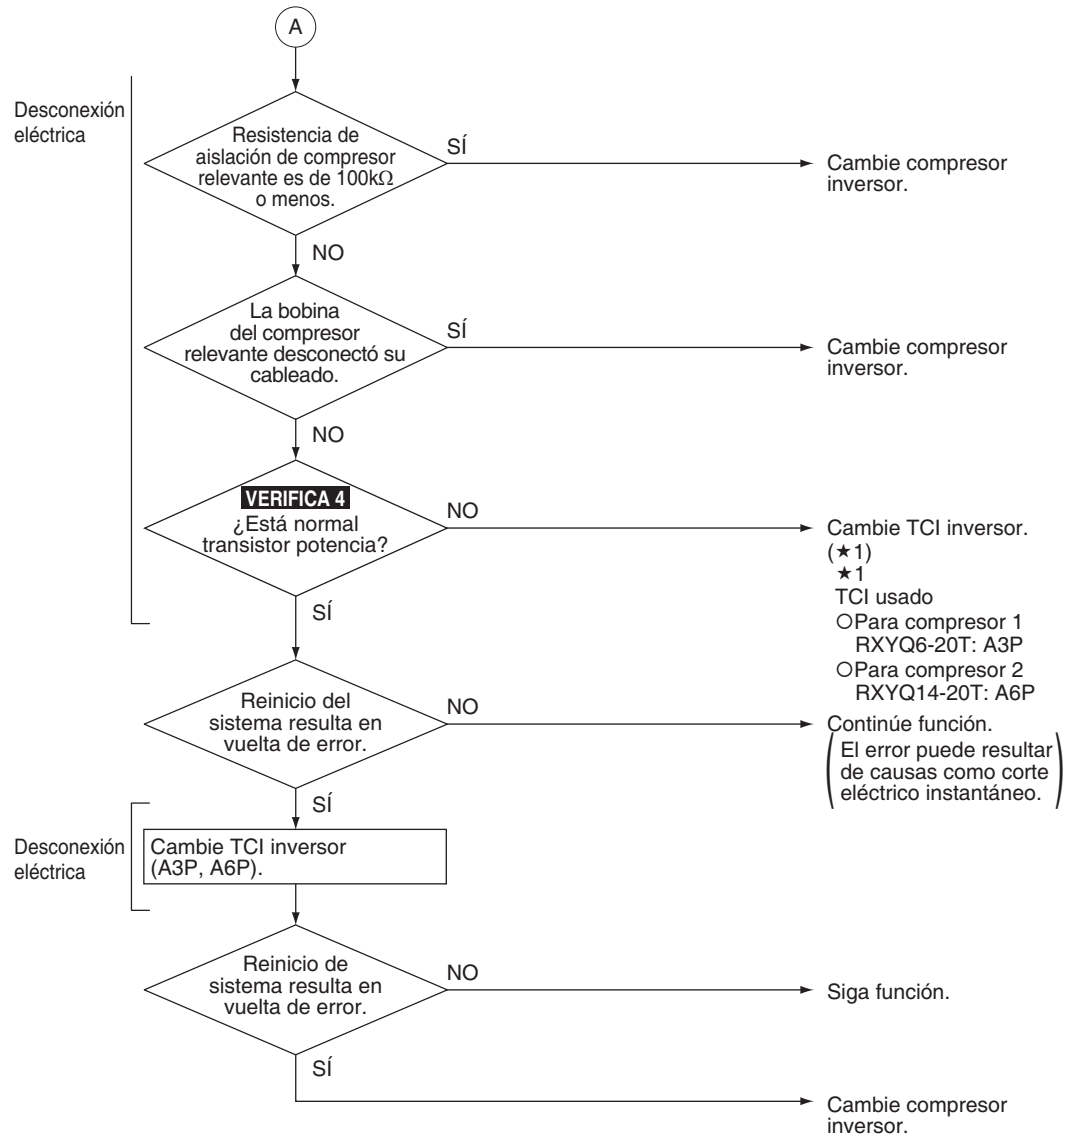 A
Desconexión
eléctrica
Resistencia de
aislación de compresor
relevante es de 100kΩ
o menos.
SÍ
Cambie compresor
inversor.
NO
La bobina
del compresor
relevante desconectó su
cableado.
SÍ
Cambie compresor
inversor.
NO
VERIFICA 4
¿Está normal
transistor potencia?
NO
Cambie TCI inversor.
(★1)
★1
TCI usado
○Para compresor 1
RXYQ6-20T: A3P
○Para compresor 2
RXYQ14-20T: A6P
SÍ
Reinicio del
sistema resulta en
vuelta de error.
NO
Continúe función.
(El error puede resultar
de causas como corte
eléctrico instantáneo.)
SÍ
Desconexión
eléctrica
Cambie TCI inversor
(A3P, A6P).
Reinicio de
sistema resulta en
vuelta de error.
NO
Siga función.
SÍ
Cambie compresor
inversor.